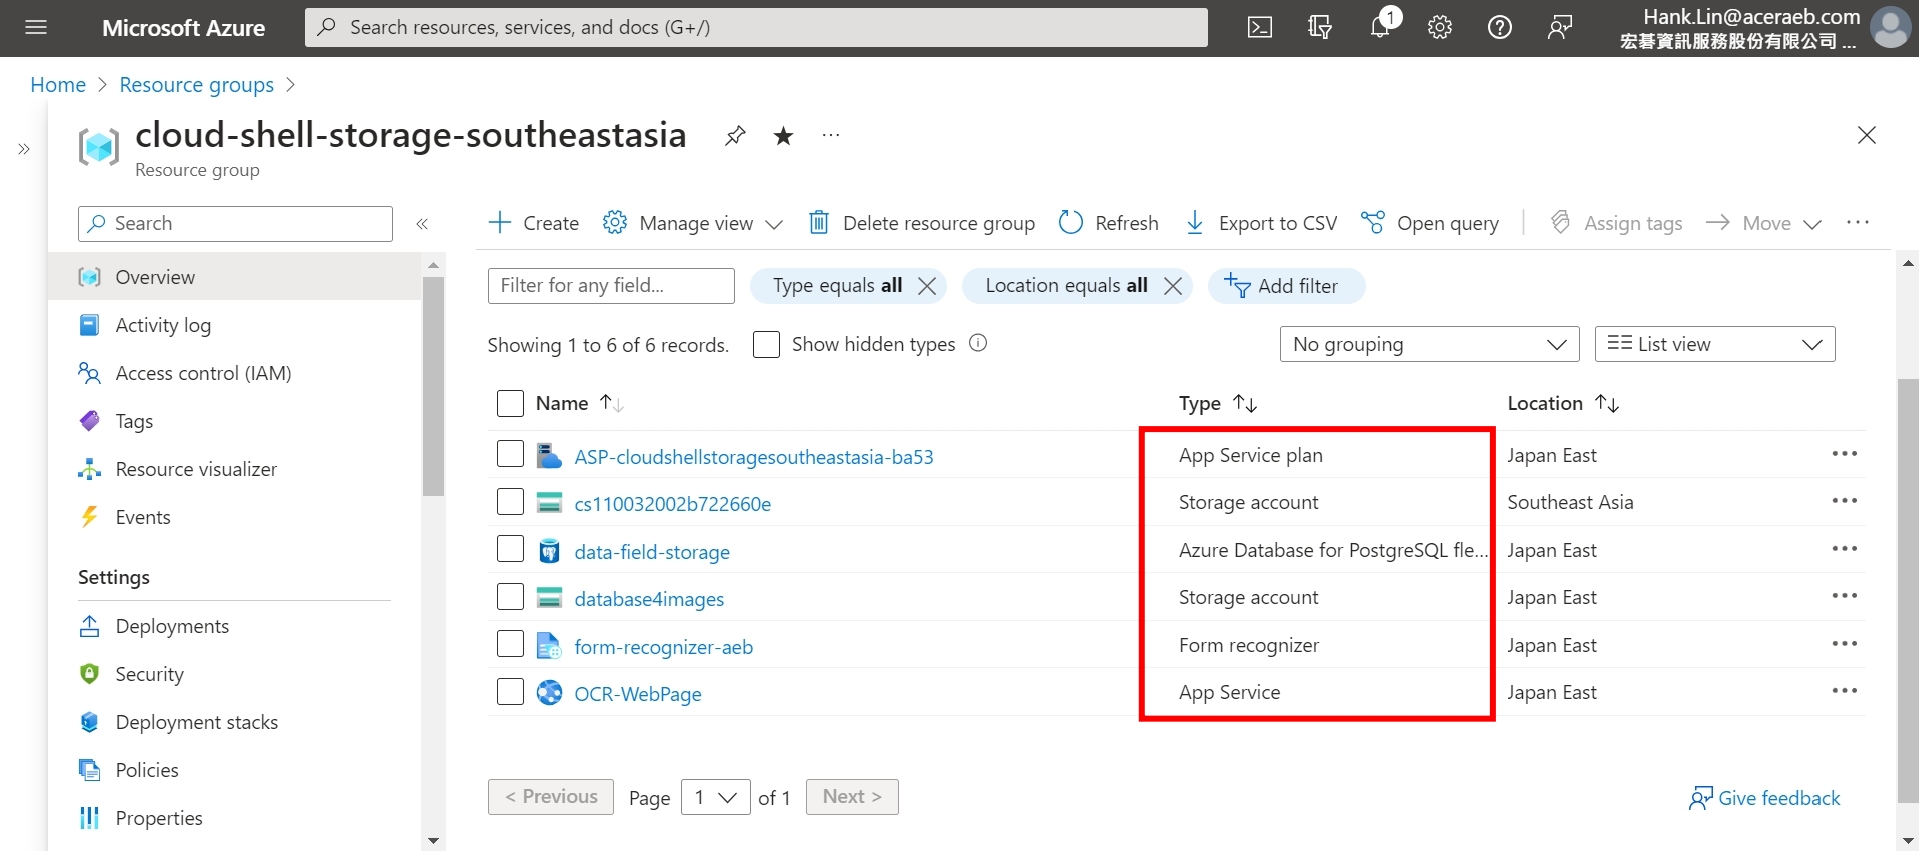 Microsoft Azure
Search resources, services, and docs (G+/)
1
Hank.Lin@aceraeb.com
宏碁資訊服務股份有限公司 ...
Home > Resource groups >
cloud-shell-storage-southeastasia
Resource group
Search
Create
Manage view
Delete resource group
Refresh
Export to CSV
Open query
Assign tags
Move
Overview
Activity log
Access control (IAM)
Tags
Resource visualizer
Events
Settings
Deployments
Security
Deployment stacks
Policies
Properties
Filter for any field...
Type equals all
Location equals all
Add filter
Showing 1 to 6 of 6 records.
Show hidden types
No grouping
List view
Name Type Location
ASP-cloudshellstoragesoutheastasia-ba53 App Service plan Japan East
cs110032002b722660e Storage account Southeast Asia
data-field-storage Azure Database for PostgreSQL fle... Japan East
database4images Storage account Japan East
form-recognizer-aeb Form recognizer Japan East
OCR-WebPage App Service Japan East
< Previous Page 1 of 1 Next >
Give feedback